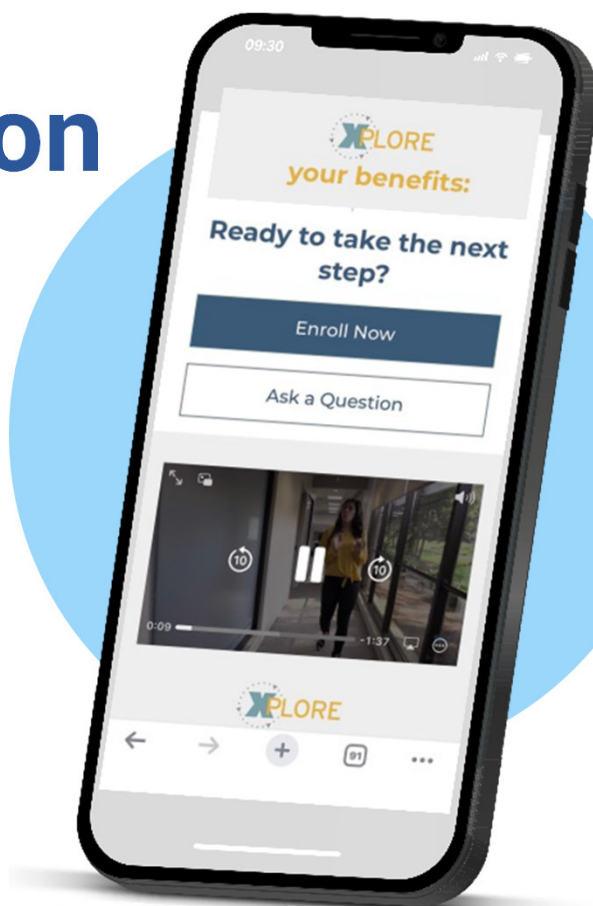 on
09:30
XPLORE
your benefits:
Ready to take the next
step?
Enroll Now
Ask a Question
10
10
0:09
-1:37
XPLORE
91